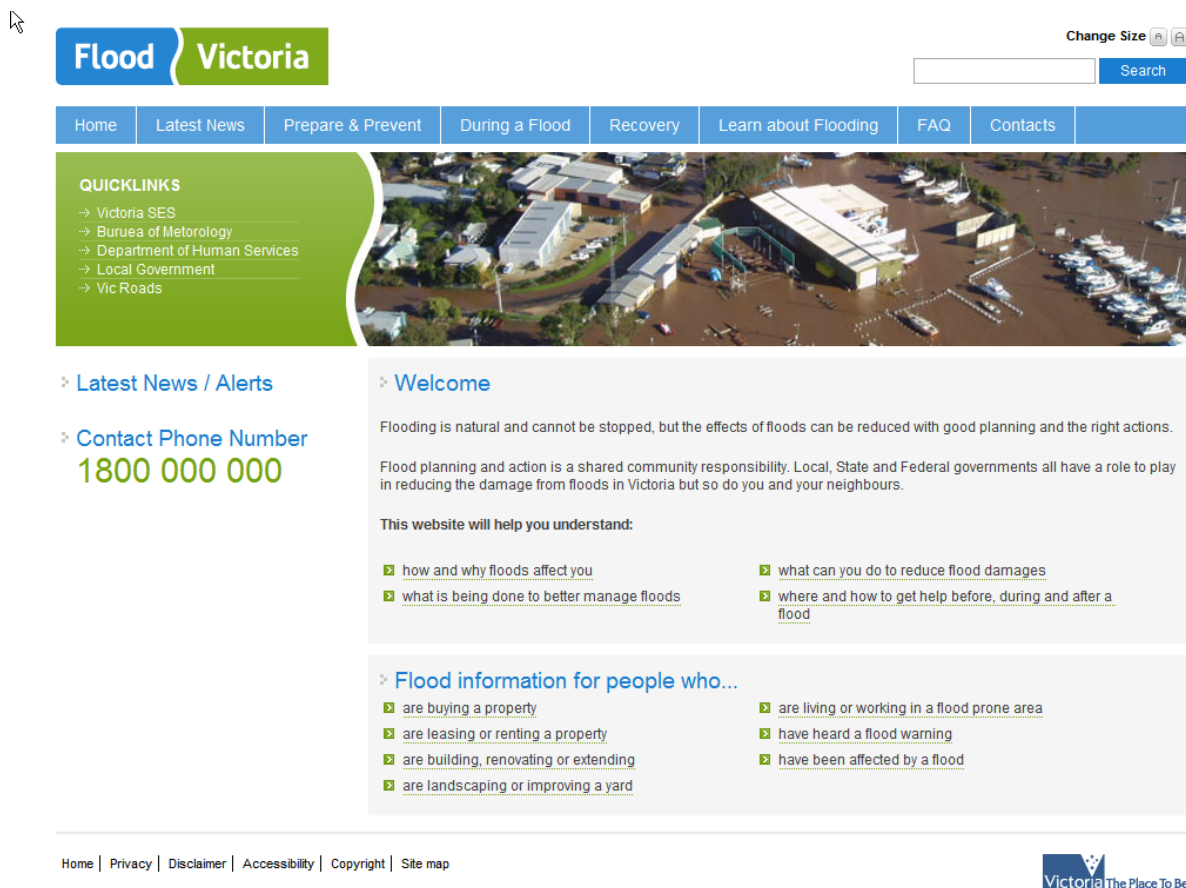 Flood Victoria
Change Size A A
Search
Home Latest News Prepare & Prevent During a Flood Recovery Learn about Flooding FAQ Contacts
QUICKLINKS
Victoria SES
Buruea of Metorology
Department of Human Services
Local Government
Vic Roads
Latest News / Alerts
Contact Phone Number
1800 000 000
Welcome
Flooding is natural and cannot be stopped, but the effects of floods can be reduced with good planning and the right actions.
Flood planning and action is a shared community responsibility. Local, State and Federal governments all have a role to play
in reducing the damage from floods in Victoria but so do you and your neighbours.
This website will help you understand:
how and why floods affect you
what is being done to better manage floods
what can you do to reduce flood damages
where and how to get help before, during and after a
flood
Flood information for people who...
are buying a property
are leasing or renting a property
are building, renovating or extending
are landscaping or improving a yard
are living or working in a flood prone area
have heard a flood warning
have been affected by a flood
Home | Privacy | Disclaimer | Accessibility | Copyright | Site map
Victoria The Place To Be